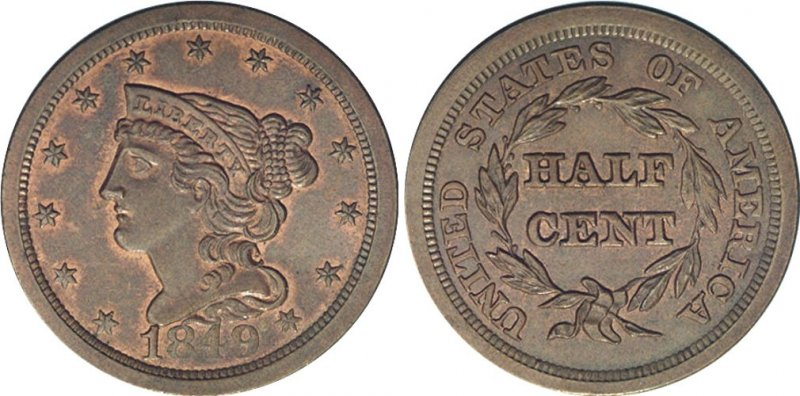 LIBERTY
1849
UNITED STATES OF AMERICA
HALF
CENT